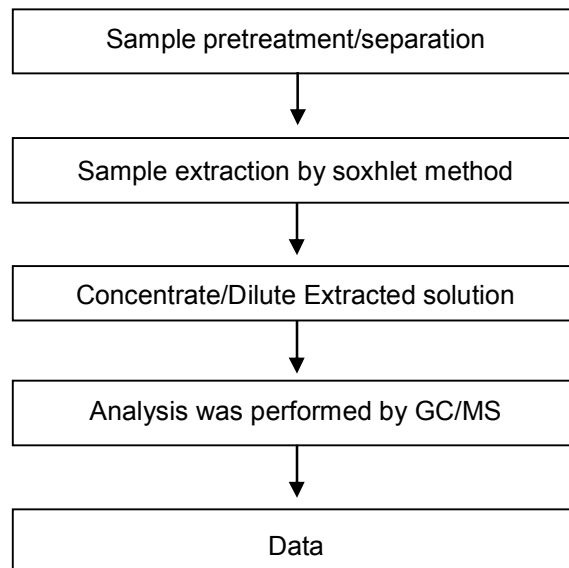 Sample pretreatment/separation
Sample extraction by soxhlet method
Concentrate/Dilute Extracted solution
Analysis was performed by GC/MS
Data